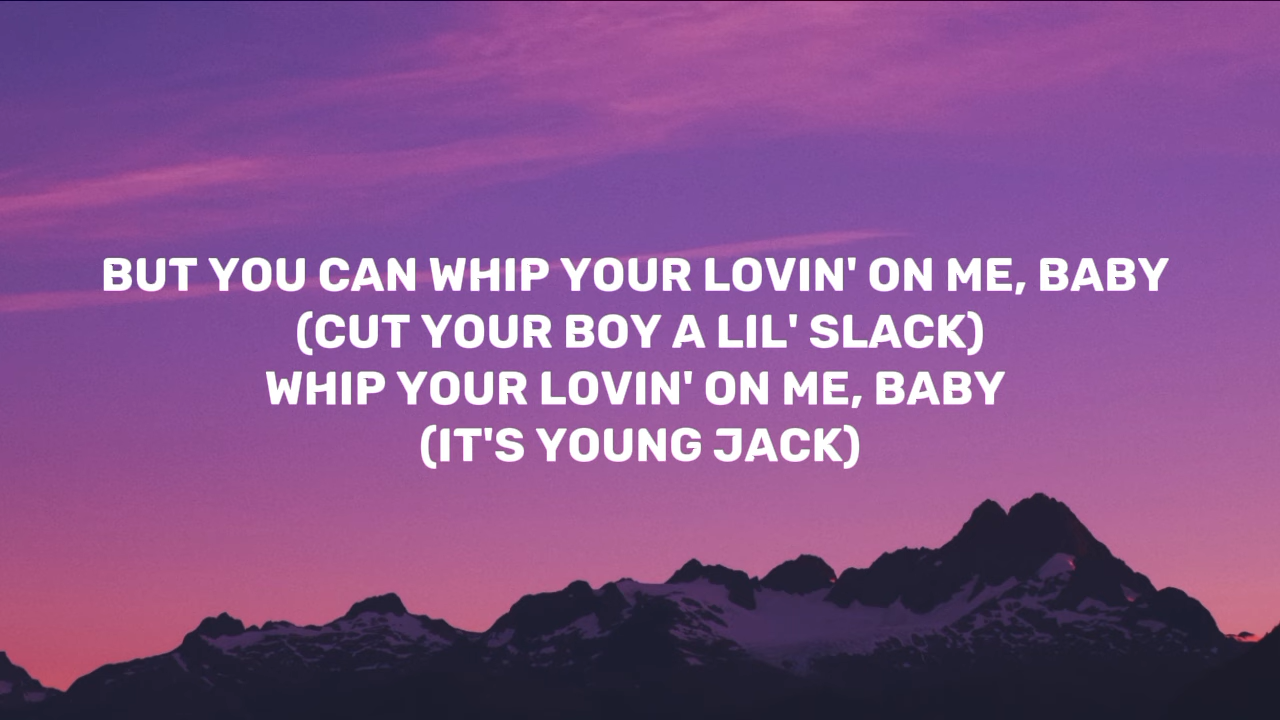 BUT YOU CAN WHIP YOUR LOVIN' ON ME, BABY
(CUT YOUR BOY A LIL' SLACK)
WHIP YOUR LOVIN' ON ME, BABY
(IT'S YOUNG JACK)